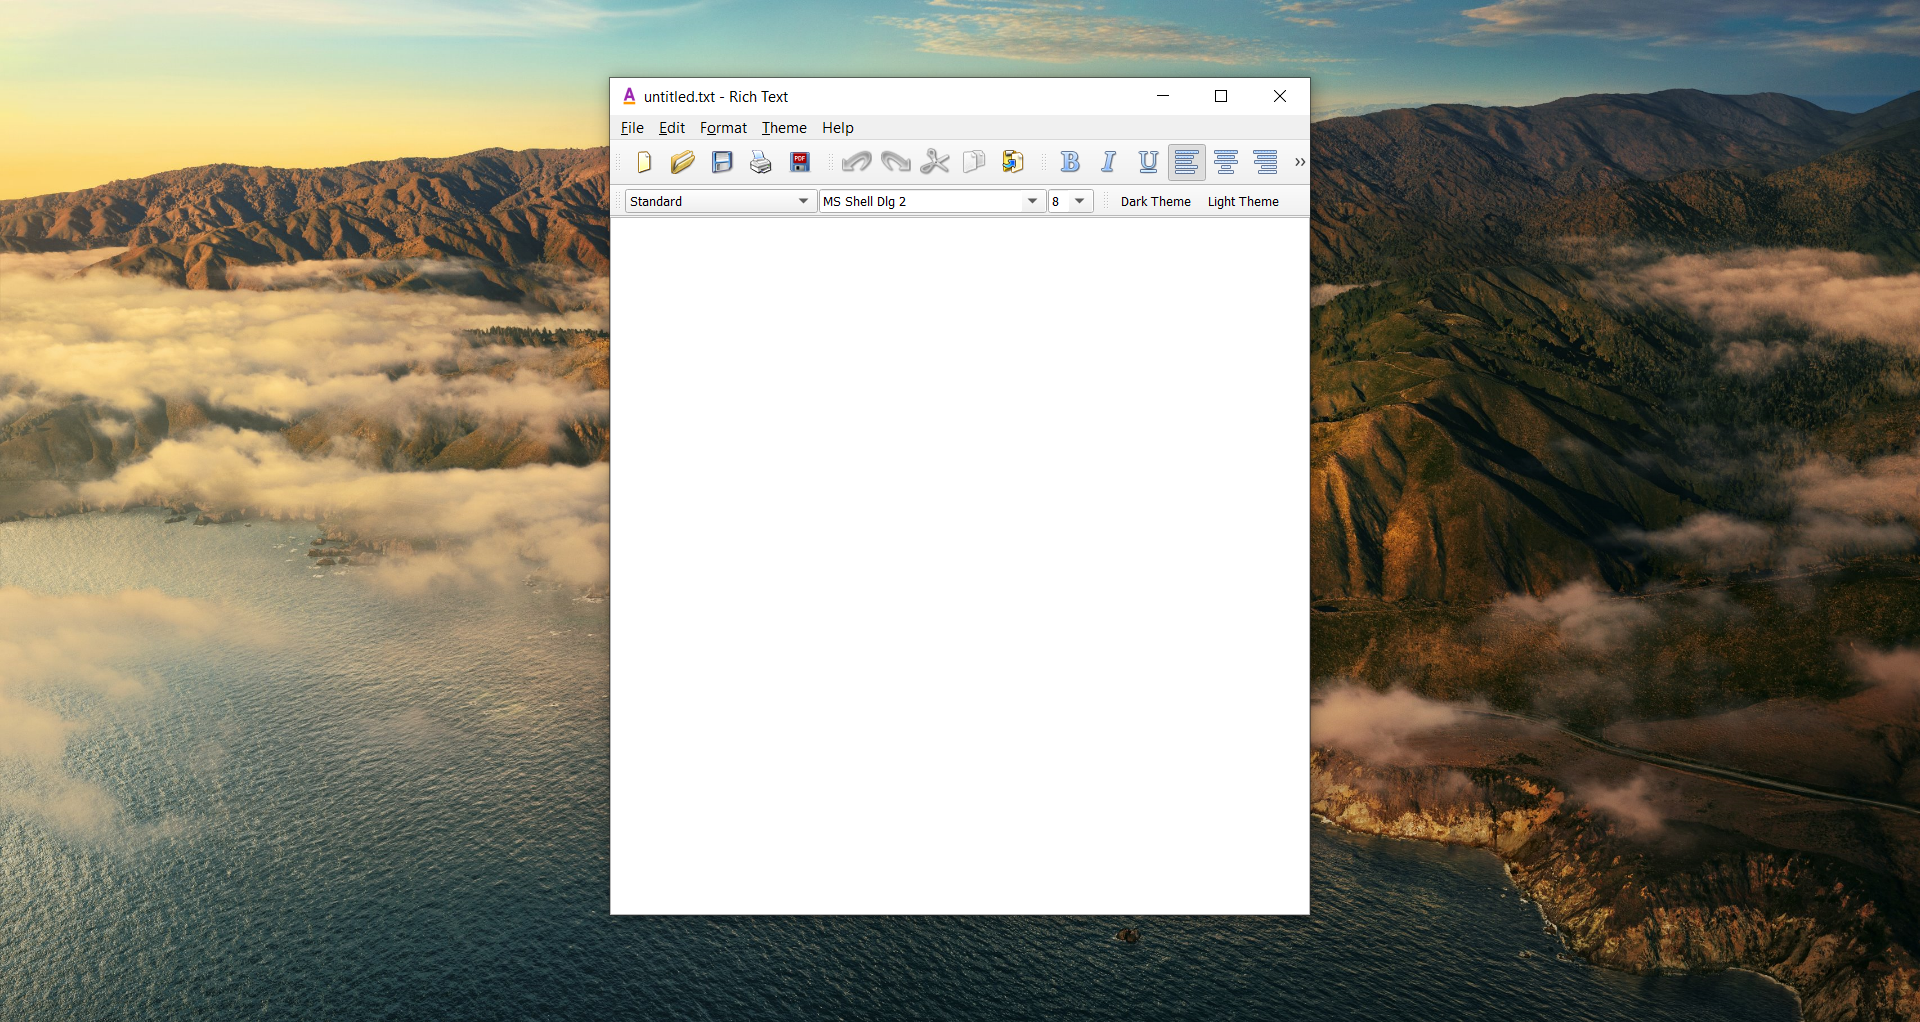 untitled.txt - Rich Text
File Edit Format Theme Help
PDF B I U
Standard MS Shell Dlg 2 8 Dark Theme Light Theme